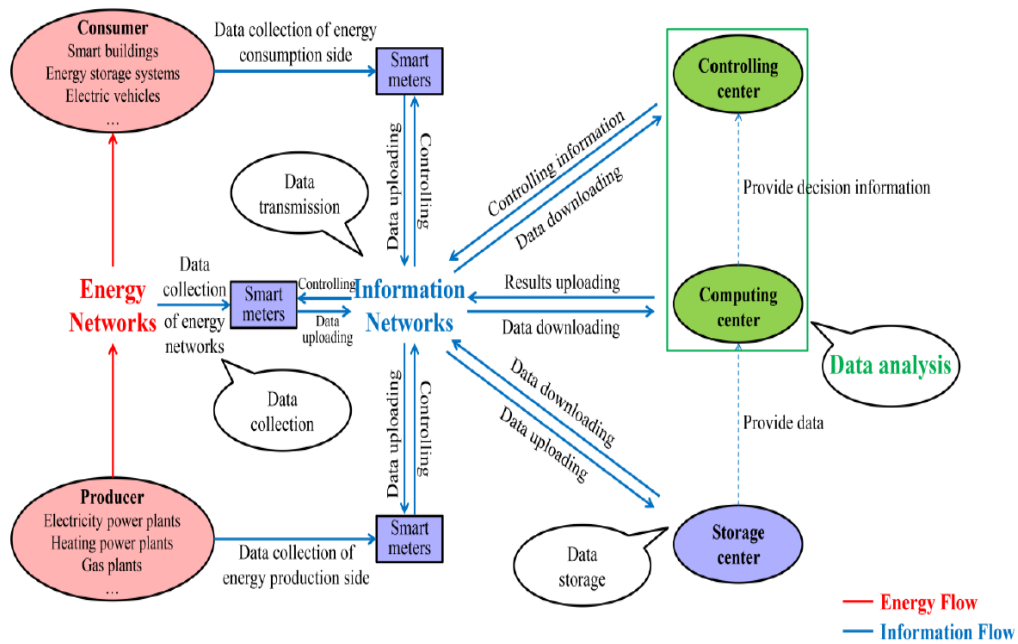 Consumer
Smart buildings
Energy storage systems
Electric vehicles
...
Data collection of energy
consumption side
Smart
meters
Controlling
center
Data uploading
Controlling
Controlling information
Data downloading
Data
transmission
Provide decision information
Energy
Networks
Data
collection
of energy
networks
Smart
meters
Controlling
Data
uploading
Information
Networks
Results uploading
Data downloading
Computing
center
Data analysis
Data
collection
Data uploading
Controlling
Data downloading
Data uploading
Provide data
Producer
Electricity power plants
Heating power plants
Gas plants
...
Data collection of
energy production side
Smart
meters
Data
storage
Storage
center
Energy Flow
Information Flow